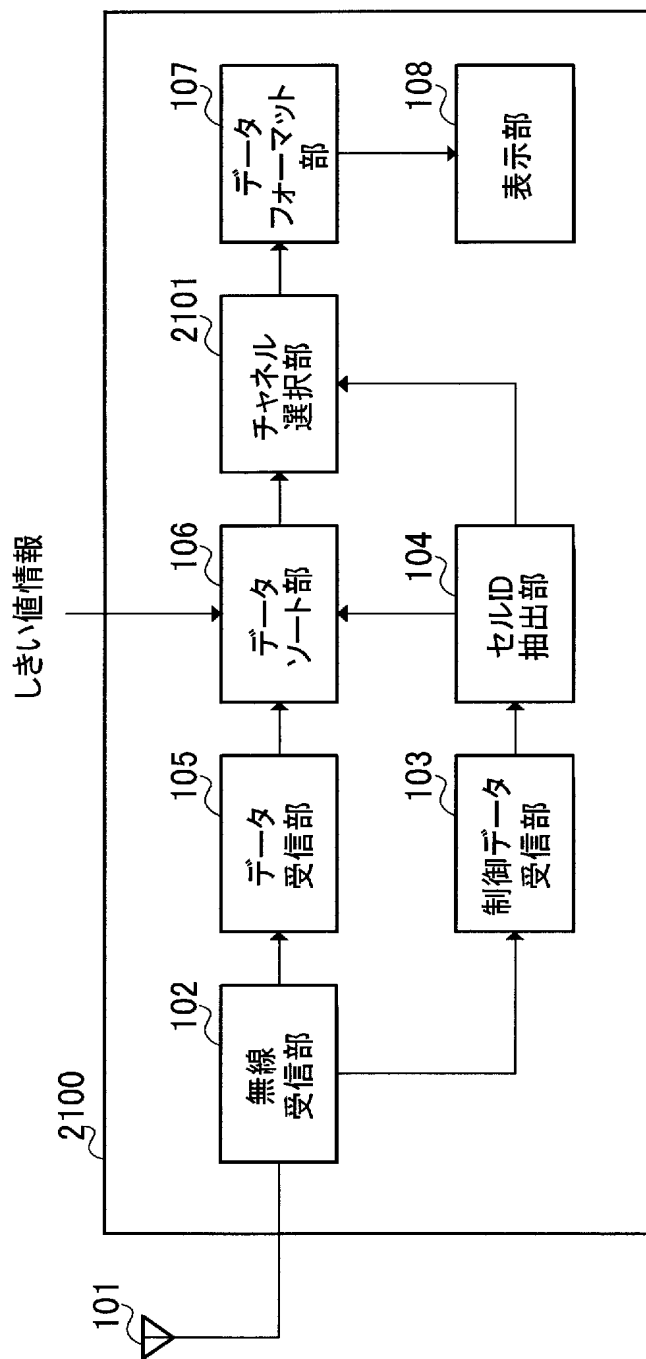 しきい値情報
2100
101
102
無線
受信部
105
データ
受信部
106
データ
ソート部
2101
チャネル
選択部
107
データ
フォーマット
部
103
制御データ
受信部
104
セルID
抽出部
108
表示部